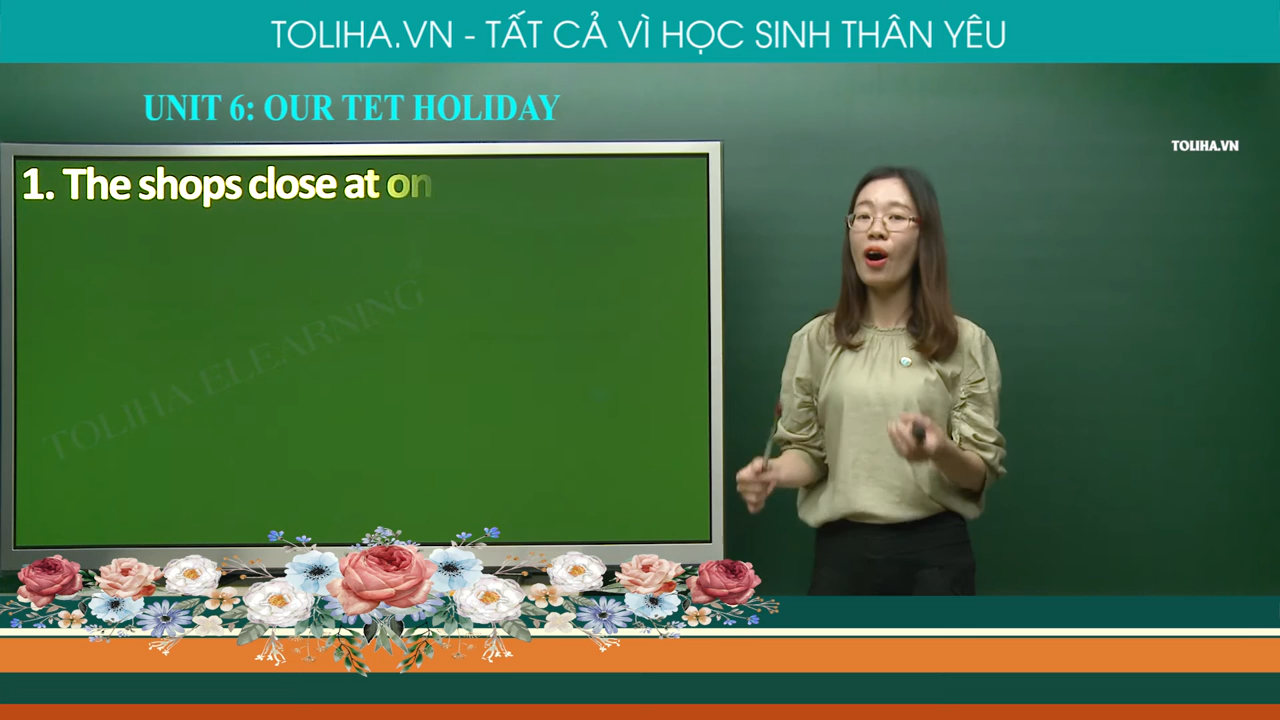 TOLIHA.VN - TẤT CẢ VÌ HỌC SINH THÂN YÊU
UNIT 6: OUR TET HOLIDAY
TOLIHA.VN
1. The shops close at on
TOLIHA ELEARNING